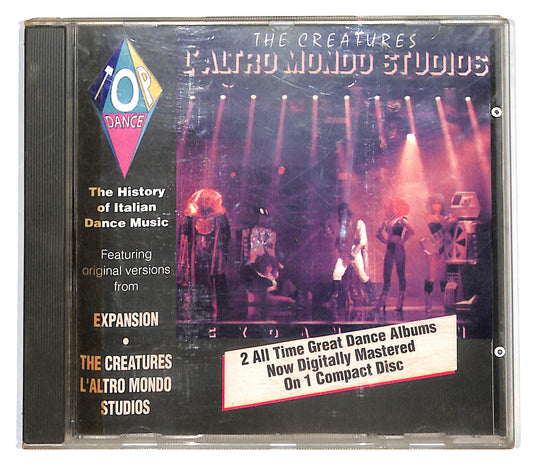 THE CREATURES
L'ALTRO MONDO STUDIOS
TOP
DANCE
The History
of Italian
Dance Music
Featuring
original versions
from
EXPANSION
•
THE CREATURES
L'ALTRO MONDO
STUDIOS
EXPANSION
2 All Time Great Dance Albums
Now Digitally Mastered
On 1 Compact Disc